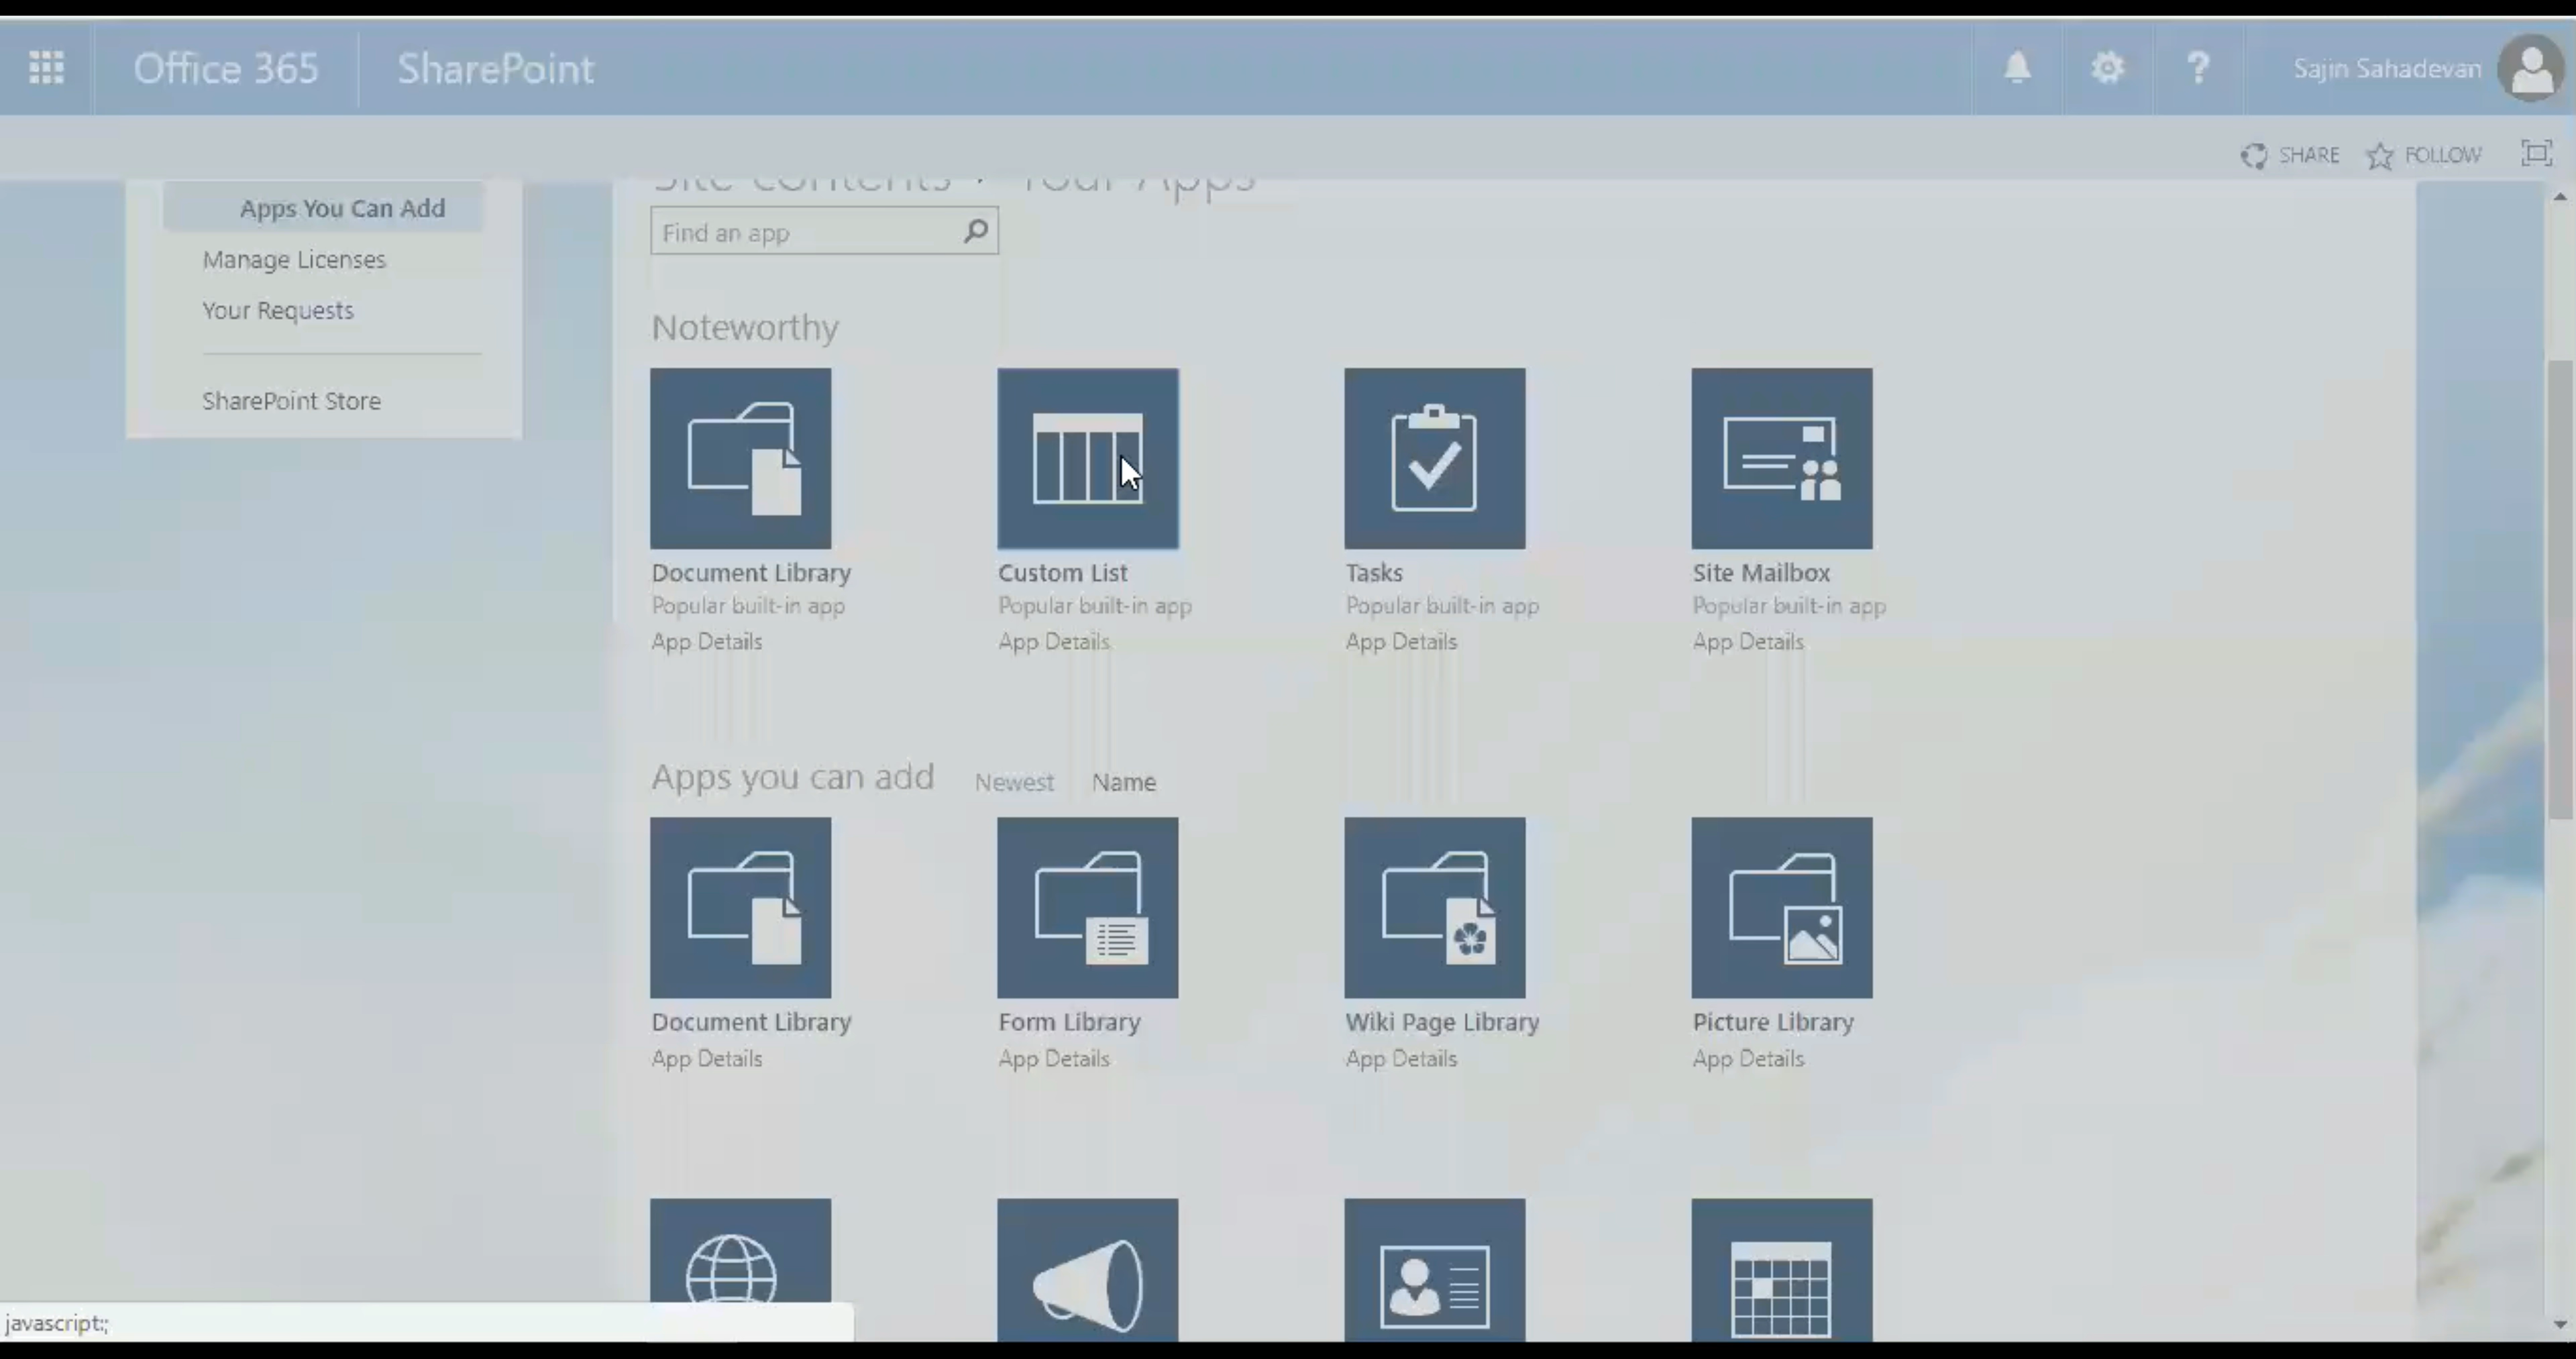 Office 365
SharePoint
?
Sajin Sahadevan
SHARE
FOLLOW
Site Contents › Your Apps
Apps You Can Add
Manage Licenses
Your Requests
SharePoint Store
Find an app
Noteworthy
Document Library
Popular built-in app
App Details
Custom List
Popular built-in app
App Details
Tasks
Popular built-in app
App Details
Site Mailbox
Popular built-in app
App Details
Apps you can add
Newest
Name
Document Library
App Details
Form Library
App Details
Wiki Page Library
App Details
Picture Library
App Details
javascript:;